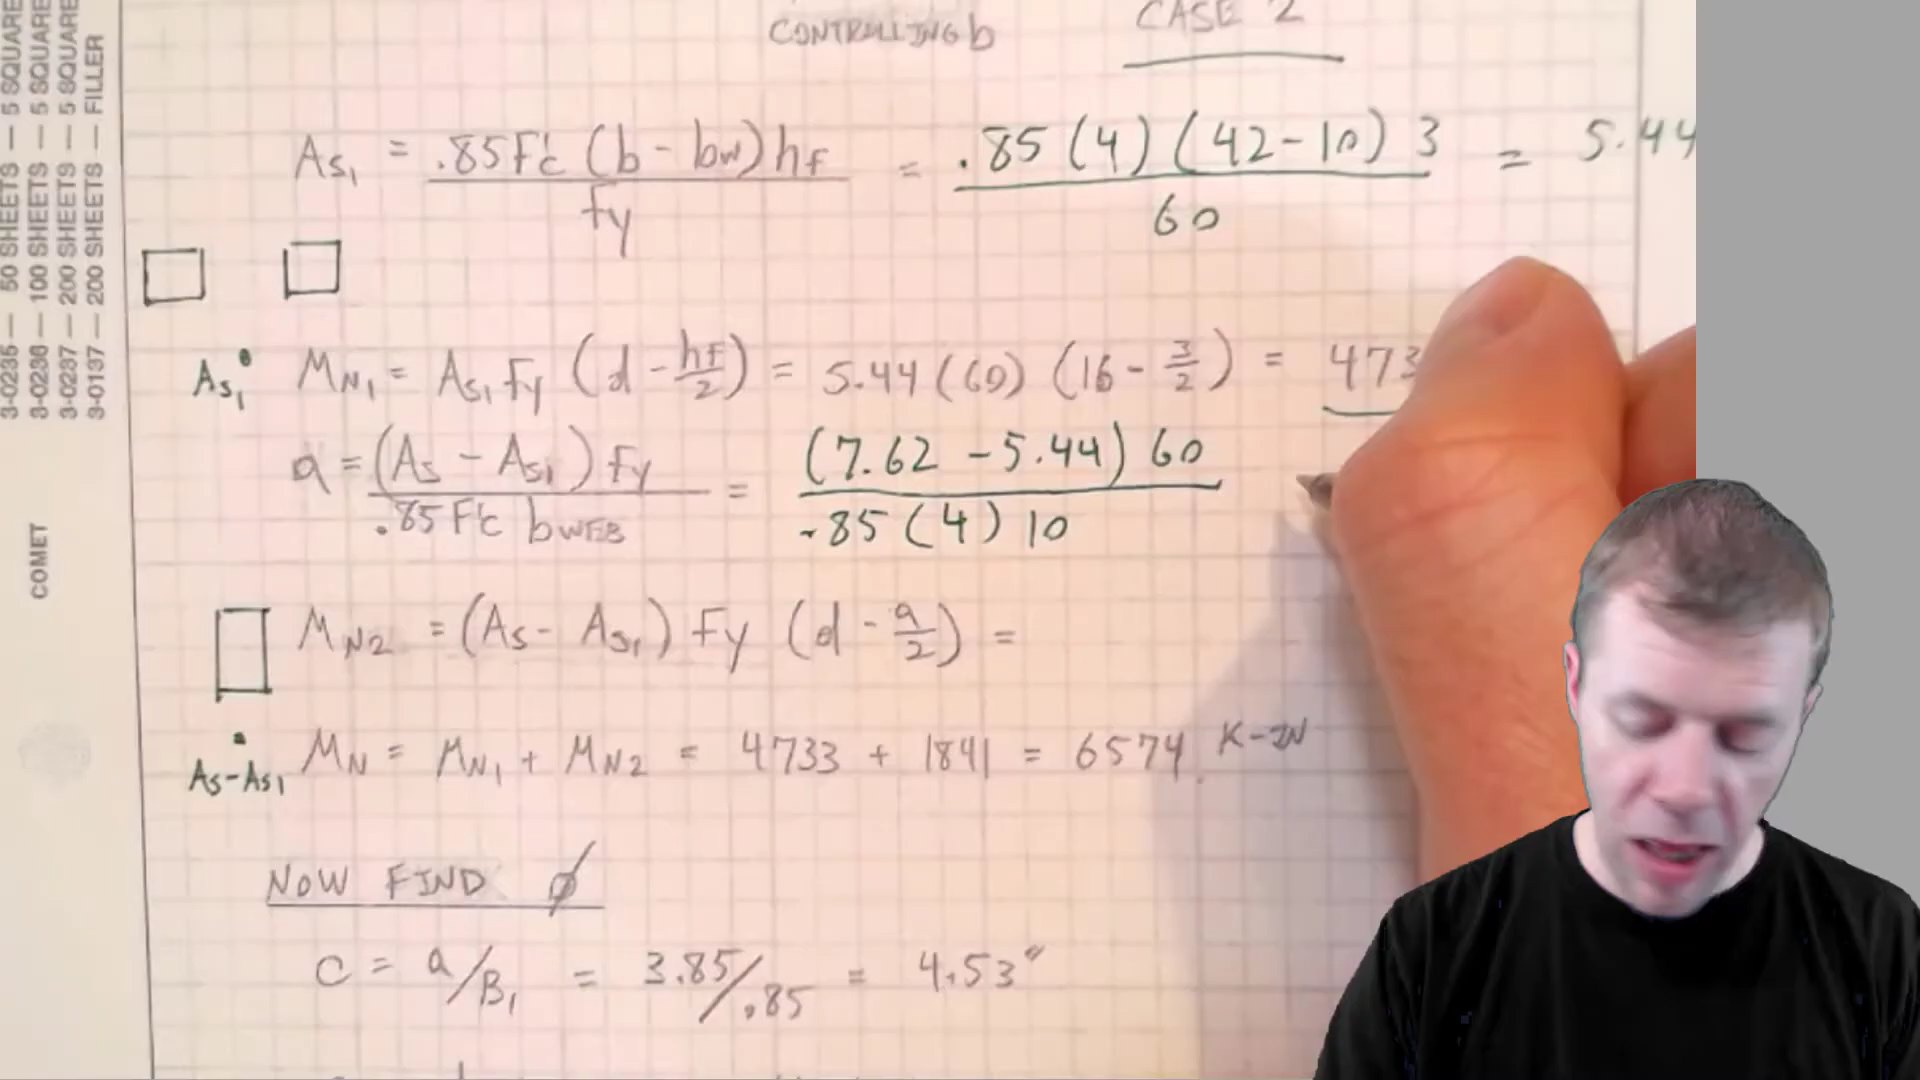 CONTROLLING b
CASE 2
As1 = .85F'c (b - bw) hf / fy = .85 (4) (42-10) 3 / 60 = 5.44
As1 MN1 = As1 Fy (d - hf/2) = 5.44 (60) (16 - 3/2) = 473
a = (As - As1) Fy / .85 F'c bWEB = (7.62 - 5.44) 60 / .85 (4) 10
MN2 = (As - As1) Fy (d - a/2) =
As-As1 MN = MN1 + MN2 = 4733 + 1841 = 6574 K-IN
NOW FIND ø
c = a/B1 = 3.85/.85 = 4.53"
3-0235 — 50 SHEETS — 5 SQUARE
3-0236 — 100 SHEETS — 5 SQUARE
3-0237 — 200 SHEETS — 5 SQUARE
3-0137 — 200 SHEETS — FILLER
COMET